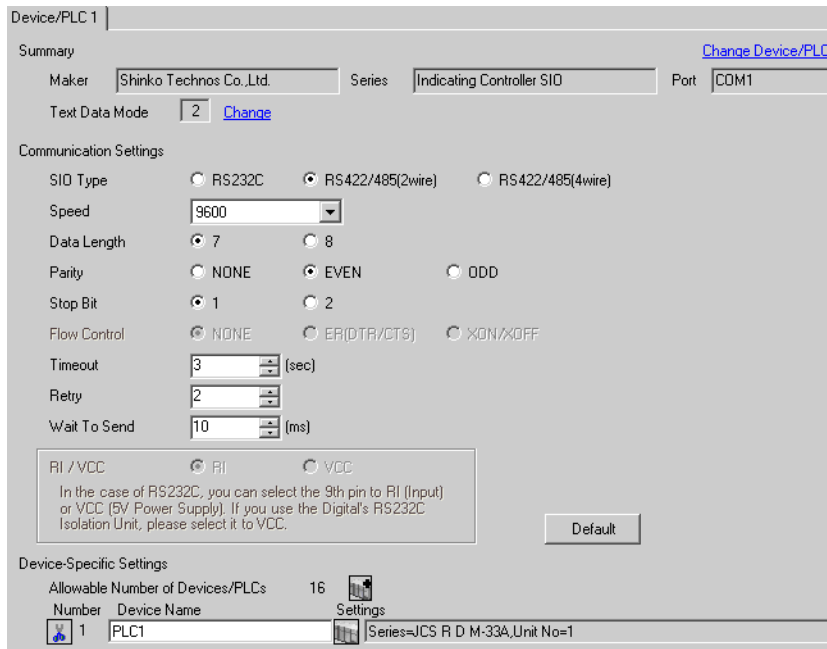 Device/PLC 1
Summary Change Device/PLC
Maker Shinko Technos Co.,Ltd. Series Indicating Controller SIO Port COM1
Text Data Mode 2 Change
Communication Settings
SIO Type RS232C RS422/485(2wire) RS422/485(4wire)
Speed 9600
Data Length 7 8
Parity NONE EVEN ODD
Stop Bit 1 2
Flow Control NONE ER(DTR/CTS) XON/XOFF
Timeout 3 (sec)
Retry 2
Wait To Send 10 (ms)
RI / VCC RI VCC
In the case of RS232C, you can select the 9th pin to RI (Input)
or VCC (5V Power Supply). If you use the Digital's RS232C
Isolation Unit, please select it to VCC.
Default
Device-Specific Settings
Allowable Number of Devices/PLCs 16
Number Device Name Settings
1 PLC1 Series=JCS R D M-33A,Unit No=1